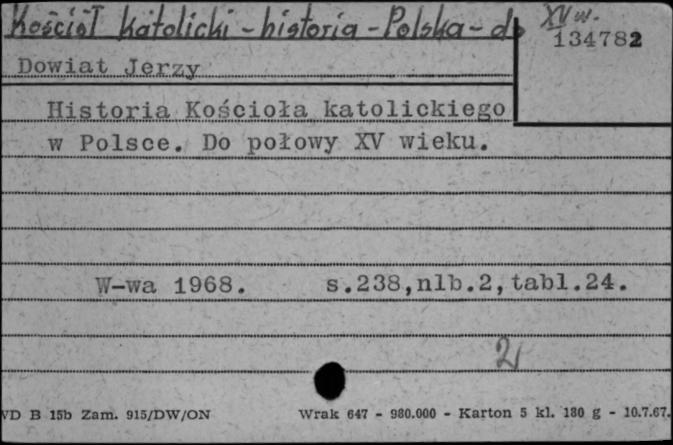 Kościół katolicki - historia - Polska - do XV w.
134782
Dowiat Jerzy
Historia Kościoła katolickiego
w Polsce. Do połowy XV wieku.
W-wa 1968. s.238,nlb.2,tabl.24.
2
VD B 15b Zam. 915/DW/ON Wrak 647 - 980.000 - Karton 5 kl. 180 g - 10.7.67.